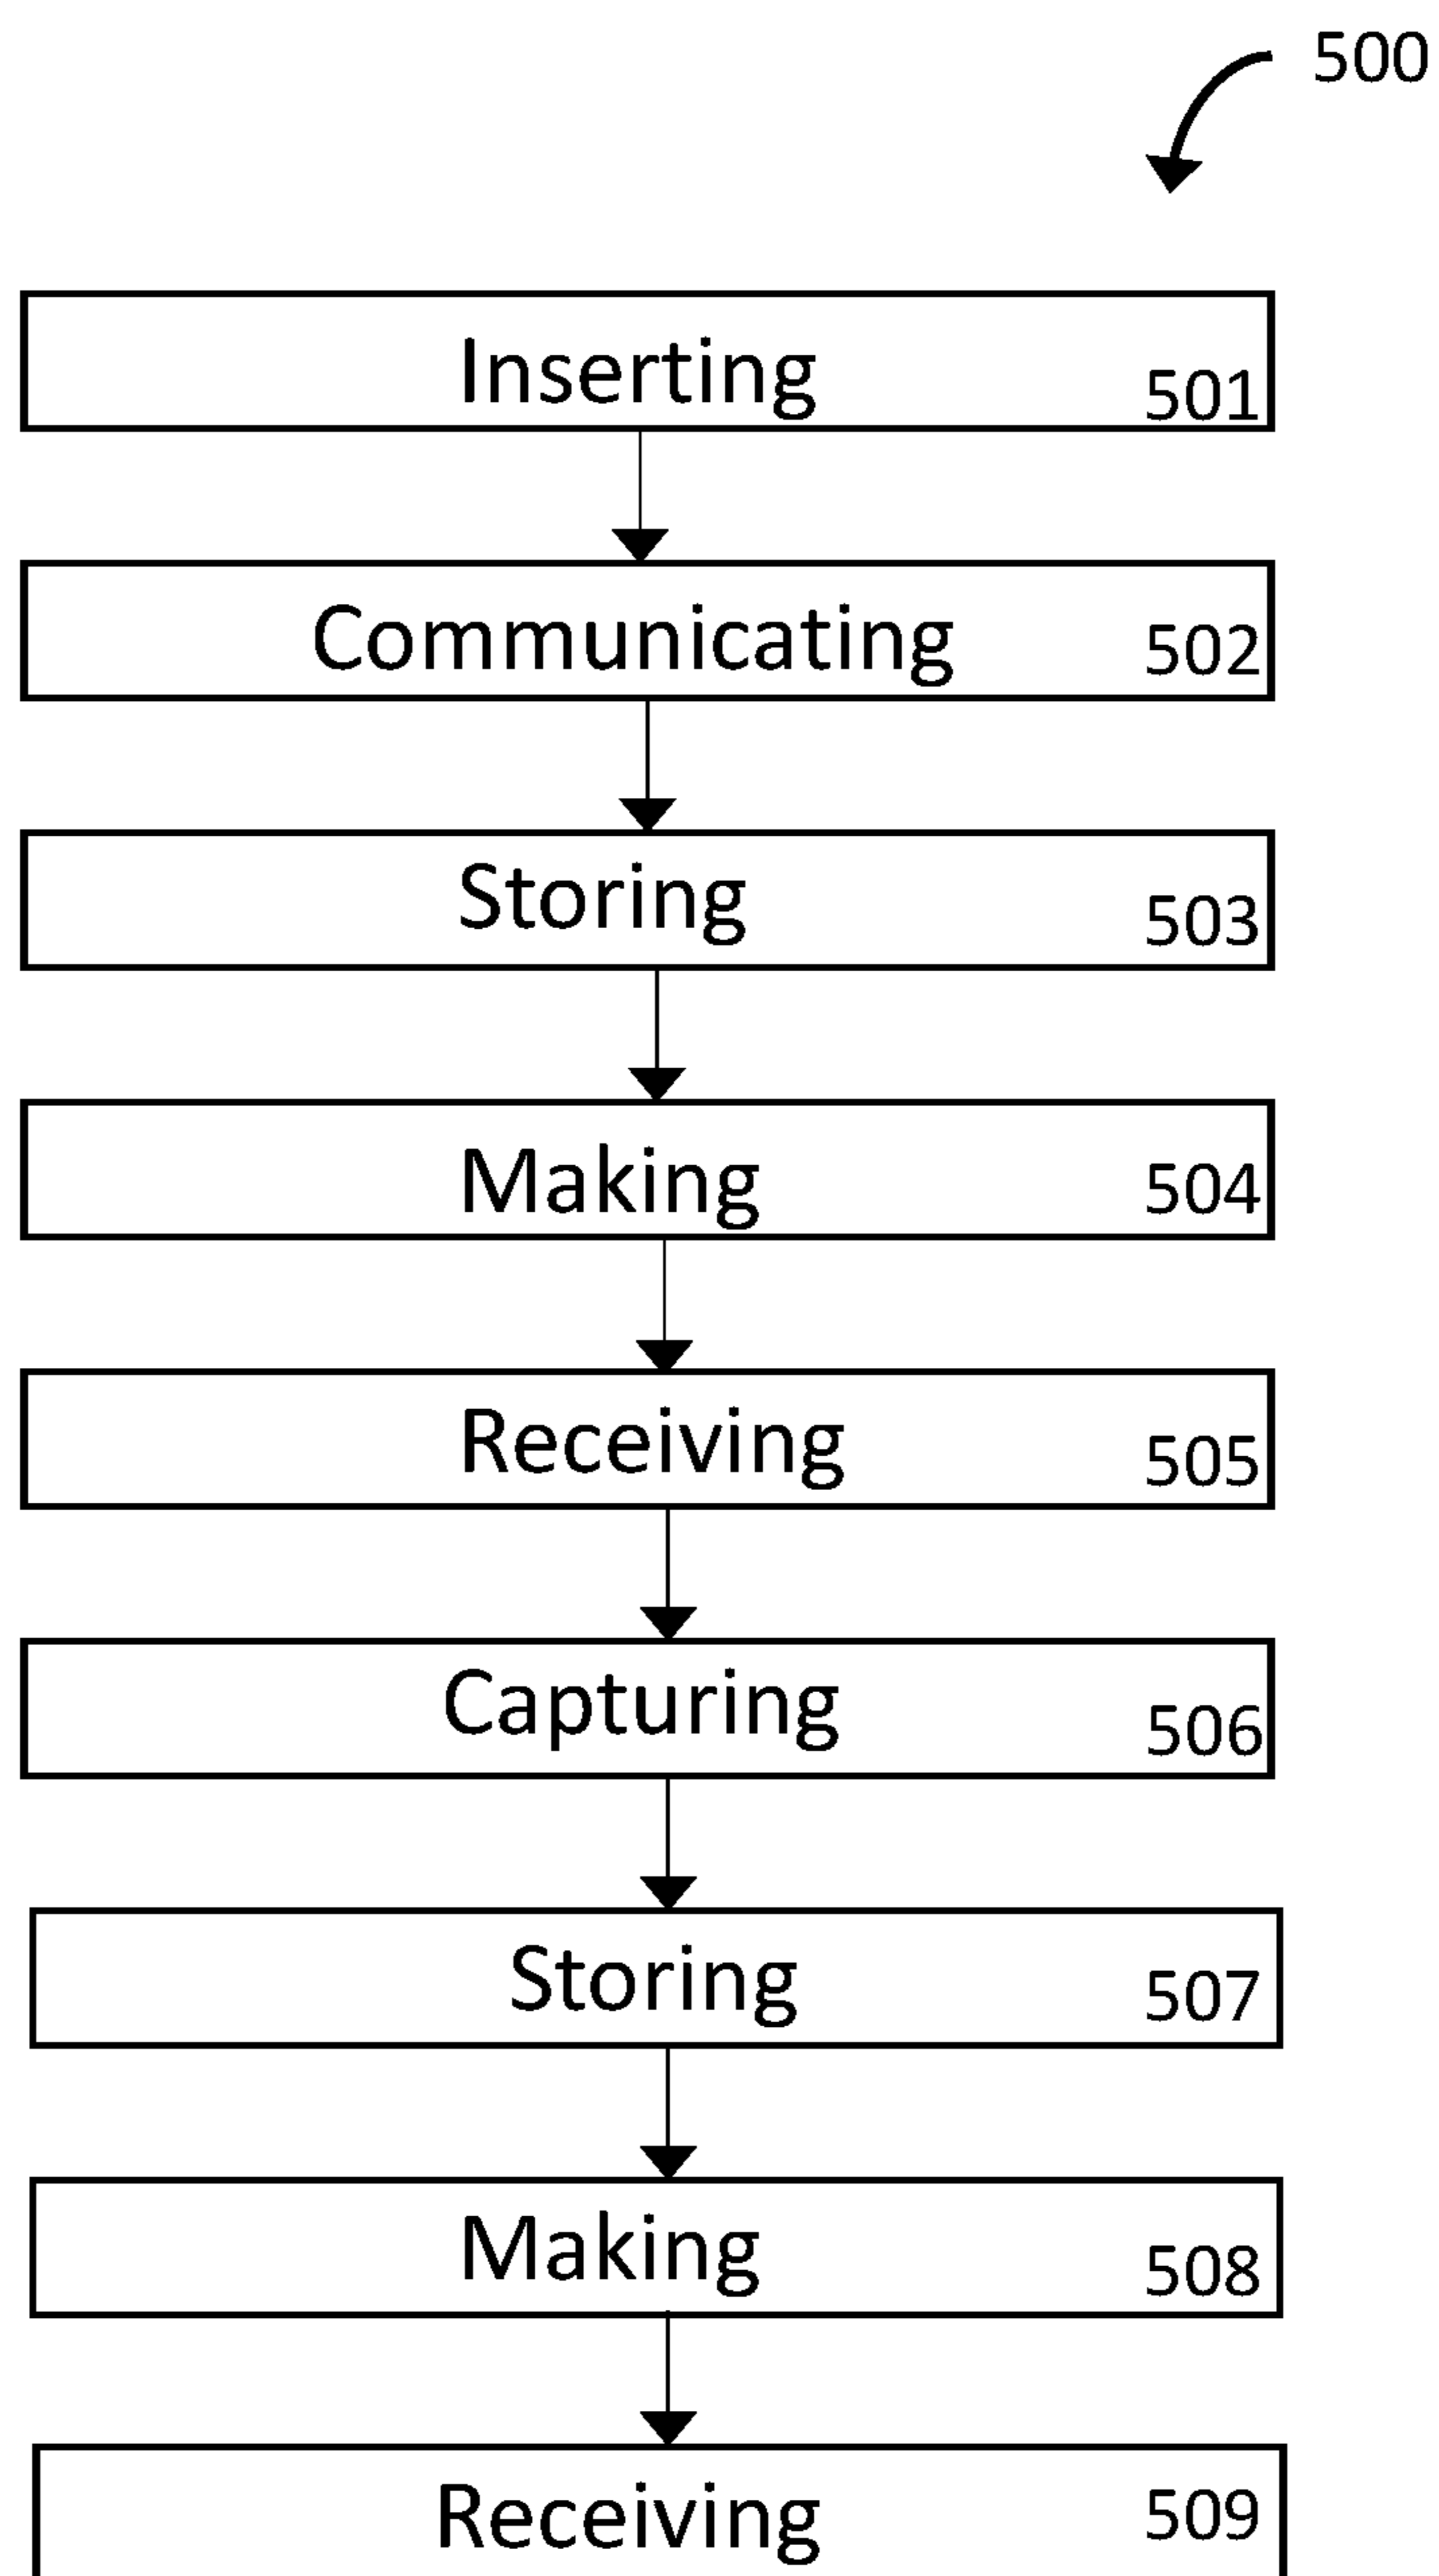 500
Inserting 501
Communicating 502
Storing 503
Making 504
Receiving 505
Capturing 506
Storing 507
Making 508
Receiving 509